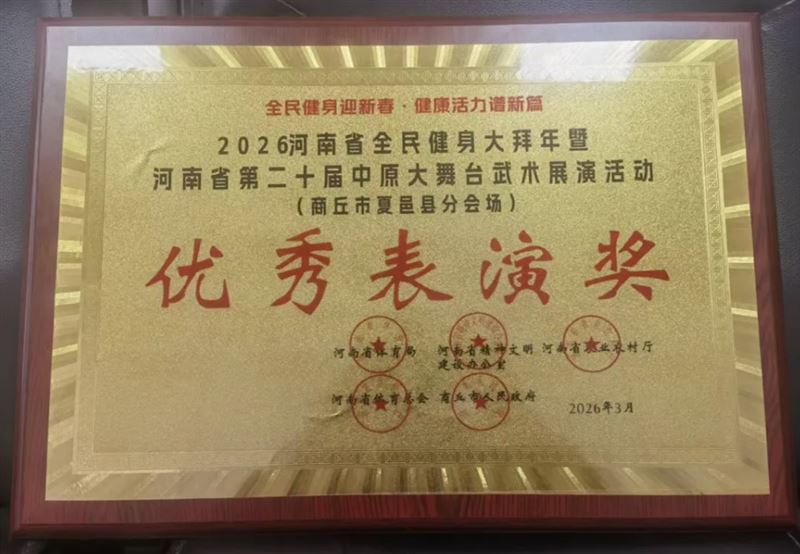 全民健身迎新春·健康活力谱新篇
2026河南省全民健身大拜年暨
河南省第二十届中原大舞台武术展演活动
(商丘市夏邑县分会场)
优秀表演奖
河南省体育局 河南省精神文明 河南省农业农村厅
建设办公室
河南省体育总会 商丘市人民政府 2026年3月